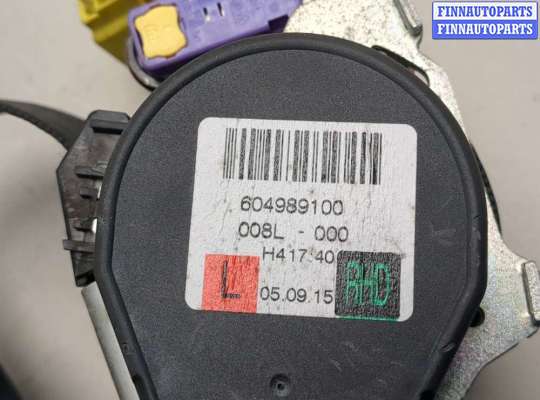 FINNAUTOPARTS
FINNAUTOPARTS
604989100
008L - 000
H417.40
L 05.09.15 RHD